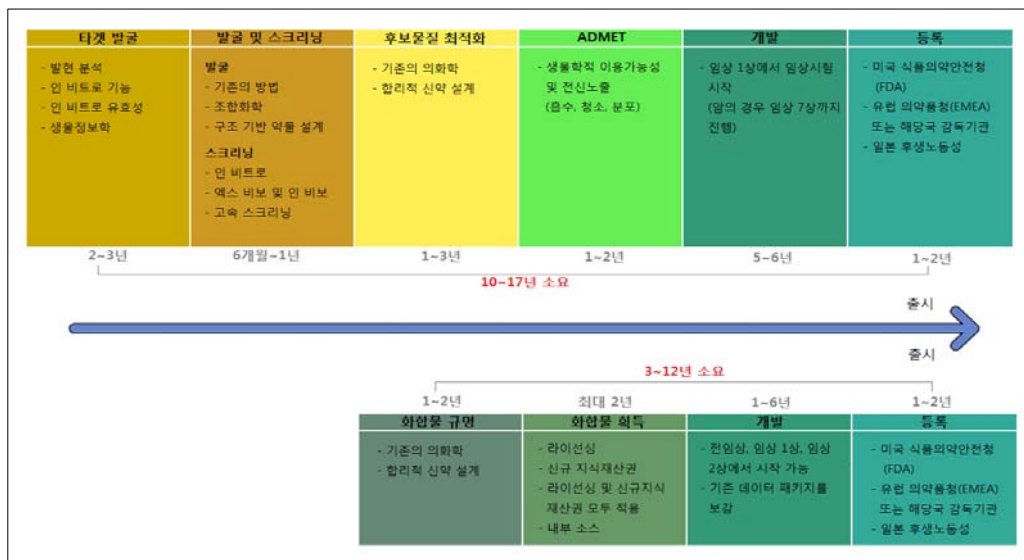 타겟 발굴
- 발현 분석
- 인 비트로 기능
- 인 비트로 유효성
- 생물정보학
발굴 및 스크리닝
발굴
- 기존의 방법
- 조합화학
- 구조 기반 약물 설계
스크리닝
- 인 비트로
- 엑스 비보 및 인 비보
- 고속 스크리닝
후보물질 최적화
- 기존의 의화학
- 합리적 신약 설계
ADMET
- 생물학적 이용가능성
및 전신노출
(흡수, 청소, 분포)
개발
- 임상 1상에서 임상시험
시작
(암의 경우 임상 7상까지
진행)
등록
- 미국 식품의약안전청
(FDA)
- 유럽 의약품청(EMEA)
또는 해당국 감독기관
- 일본 후생노동성
2~3년
6개월~1년
1~3년
1~2년
5~6년
1~2년
10~17년 소요
출시
출시
3~12년 소요
1~2년
최대 2년
1~6년
1~2년
화합물 규명
- 기존의 의화학
- 합리적 신약 설계
화합물 획득
- 라이선싱
- 신규 지식재산권
- 라이선싱 및 신규지식
재산권 모두 적용
- 내부 소스
개발
- 전임상, 임상 1상, 임상
2상에서 시작 가능
- 기존 데이터 패키지를
보강
등록
- 미국 식품의약안전청
(FDA)
- 유럽 의약품청(EMEA)
또는 해당국 감독기관
- 일본 후생노동성